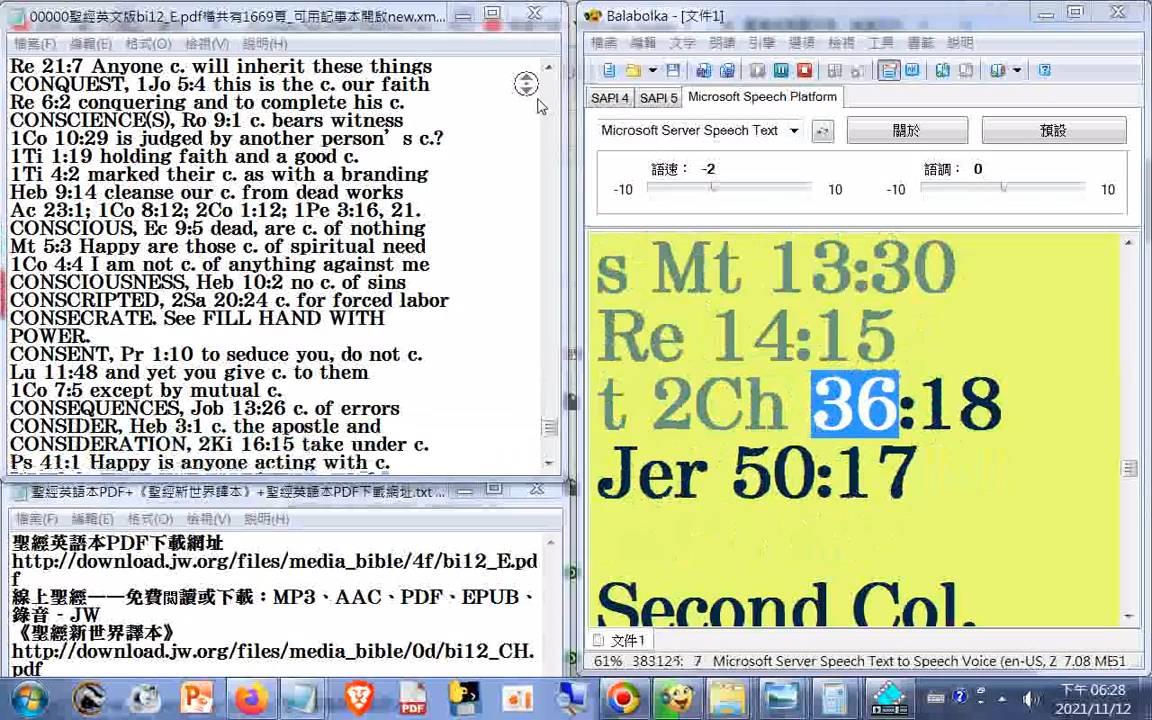 00000聖經英文版bi12_E.pdf檔共有1669頁_可用記事本開啟new.xm...
檔案(F) 編輯(E) 格式(O) 檢視(V) 說明(H)
Re 21:7 Anyone c. will inherit these things
CONQUEST, 1Jo 5:4 this is the c. our faith
Re 6:2 conquering and to complete his c.
CONSCIENCE(S), Ro 9:1 c. bears witness
1Co 10:29 is judged by another person’s c.?
1Ti 1:19 holding faith and a good c.
1Ti 4:2 marked their c. as with a branding
Heb 9:14 cleanse our c. from dead works
Ac 23:1; 1Co 8:12; 2Co 1:12; 1Pe 3:16, 21.
CONSCIOUS, Ec 9:5 dead, are c. of nothing
Mt 5:3 Happy are those c. of spiritual need
1Co 4:4 I am not c. of anything against me
CONSCIOUSNESS, Heb 10:2 no c. of sins
CONSCRIPTED, 2Sa 20:24 c. for forced labor
CONSECRATE. See FILL HAND WITH
POWER.
CONSENT, Pr 1:10 to seduce you, do not c.
Lu 11:48 and yet you give c. to them
1Co 7:5 except by mutual c.
CONSEQUENCES, Job 13:26 c. of errors
CONSIDER, Heb 3:1 c. the apostle and
CONSIDERATION, 2Ki 16:15 take under c.
Ps 41:1 Happy is anyone acting with c.
聖經英語本PDF+《聖經新世界譯本》+聖經英語本PDF下載網址.txt ...
檔案(F) 編輯(E) 格式(O) 檢視(V) 說明(H)
聖經英語本PDF下載網址
http://download.jw.org/files/media_bible/4f/bi12_E.pd
f
線上聖經——免費閱讀或下載：MP3、AAC、PDF、EPUB、
錄音 - JW
《聖經新世界譯本》
http://download.jw.org/files/media_bible/0d/bi12_CH.
pdf
Balabolka - [文件1]
檔案 編輯 文字 朗讀 引擎 選項 檢視 工具 書籤 說明
SAPI 4 SAPI 5 Microsoft Speech Platform
Microsoft Server Speech Text 關於 預設
語速： -2 語調： 0
-10 10 -10 10
s Mt 13:30
Re 14:15
t 2Ch 36:18
Jer 50:17
Second Col.
文件1
61% 383125: 7 Microsoft Server Speech Text to Speech Voice (en-US, Z 7.08 ME51
下午 06:28
2021/11/12